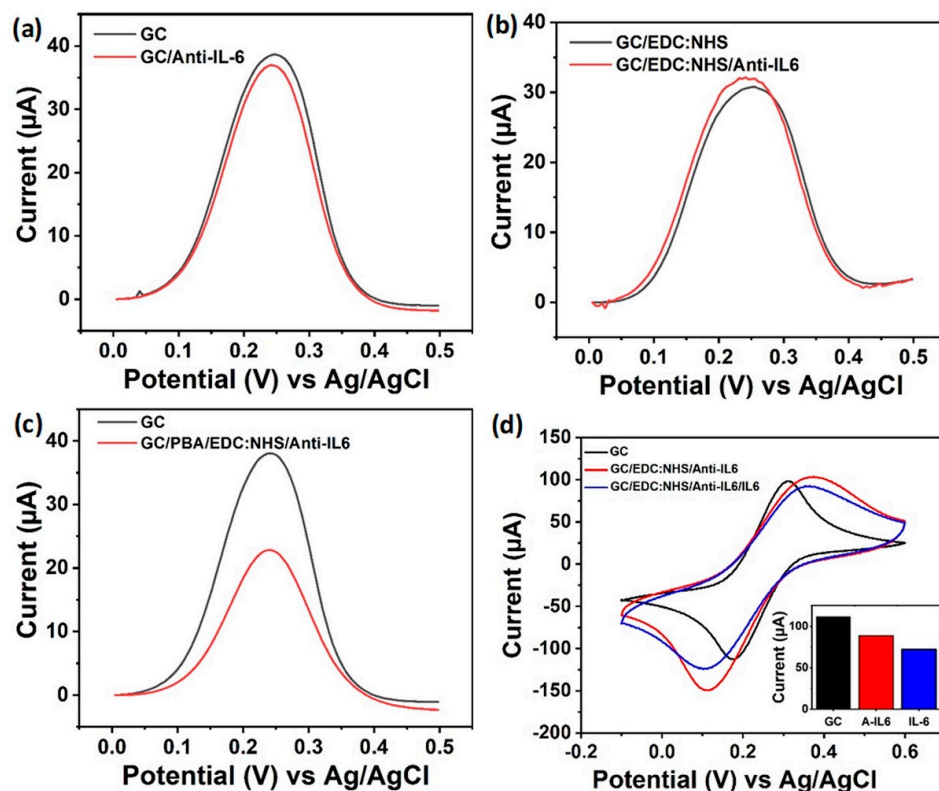 (a)
GC
GC/Anti-IL-6
40
30
20
10
0
Current (µA)
0.0 0.1 0.2 0.3 0.4 0.5
Potential (V) vs Ag/AgCl
(b)
GC/EDC:NHS
GC/EDC:NHS/Anti-IL6
40
30
20
10
0
Current (µA)
0.0 0.1 0.2 0.3 0.4 0.5
Potential (V) vs Ag/AgCl
(c)
GC
GC/PBA/EDC:NHS/Anti-IL6
40
30
20
10
0
Current (µA)
0.0 0.1 0.2 0.3 0.4 0.5
Potential (V) vs Ag/AgCl
(d)
GC
GC/EDC:NHS/Anti-IL6
GC/EDC:NHS/Anti-IL6/IL6
150
100
50
0
-50
-100
-150
-200
Current (µA)
100
50
0
Current (µA)
GC A-IL6 IL-6
-0.2 0.0 0.2 0.4 0.6
Potential (V) vs Ag/AgCl